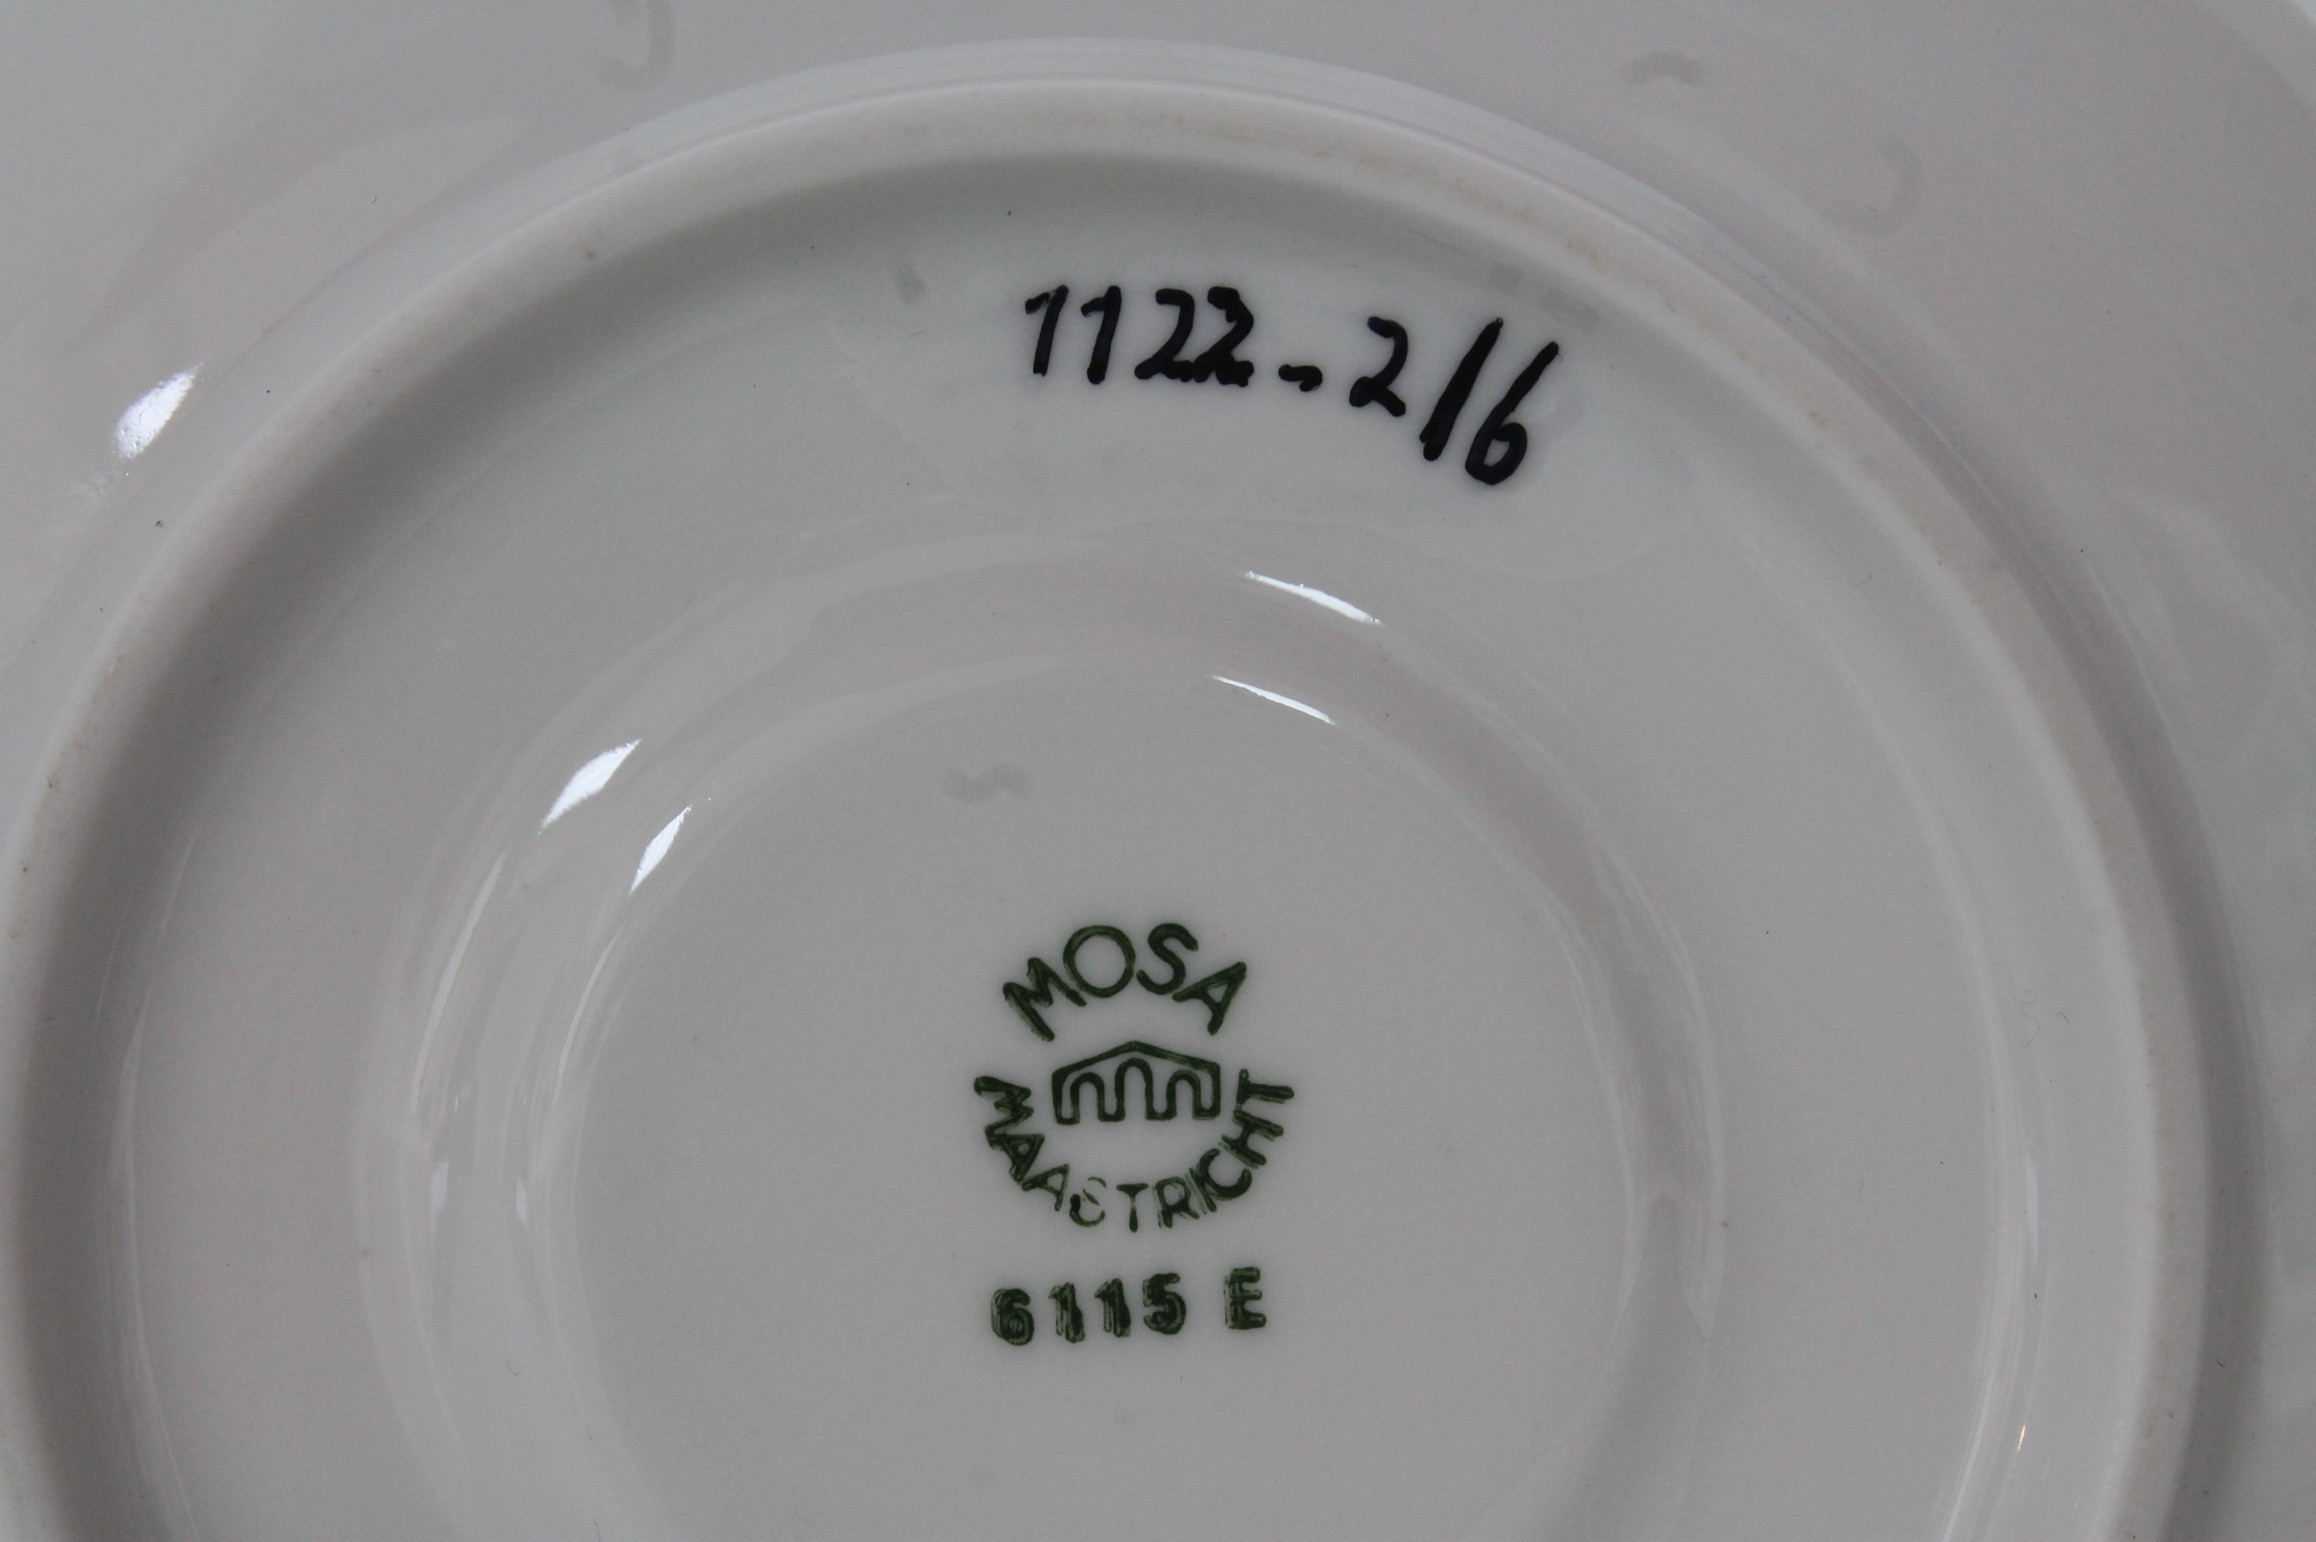 1122-2/6
MOSA
MAASTRICHT
6115 E